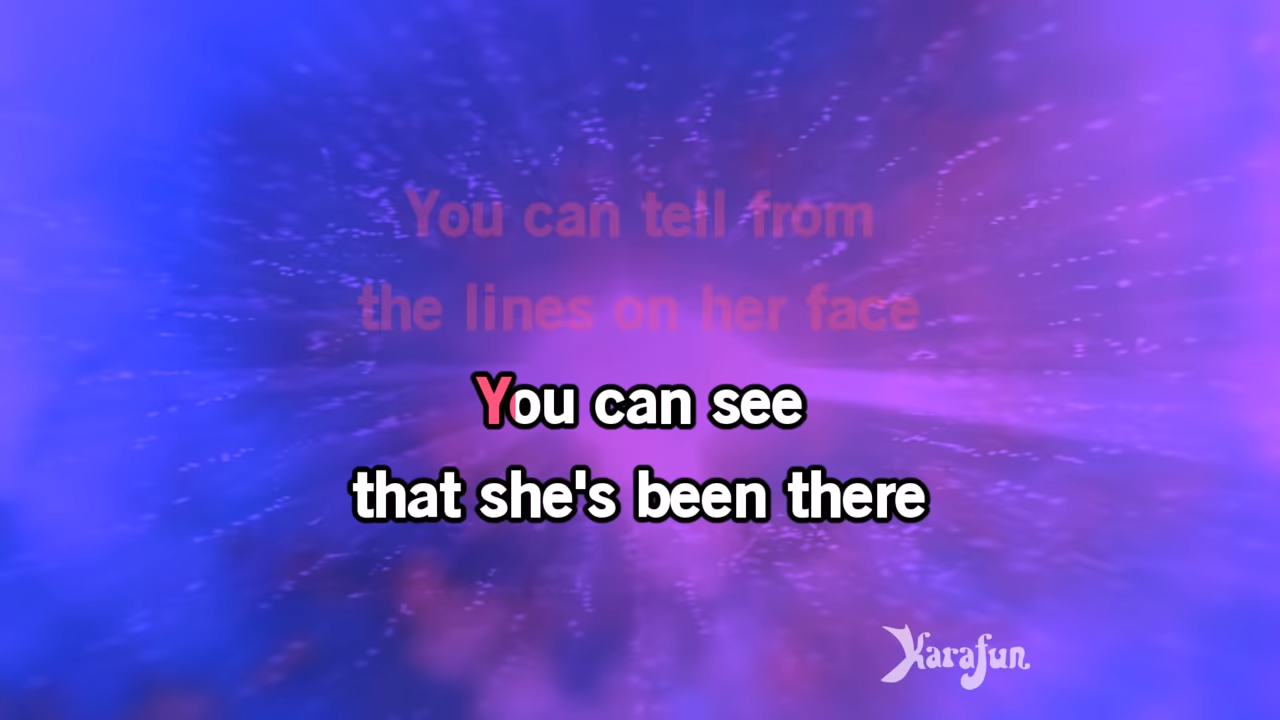 You can tell from
the lines on her face
You can see
that she's been there
Karafun